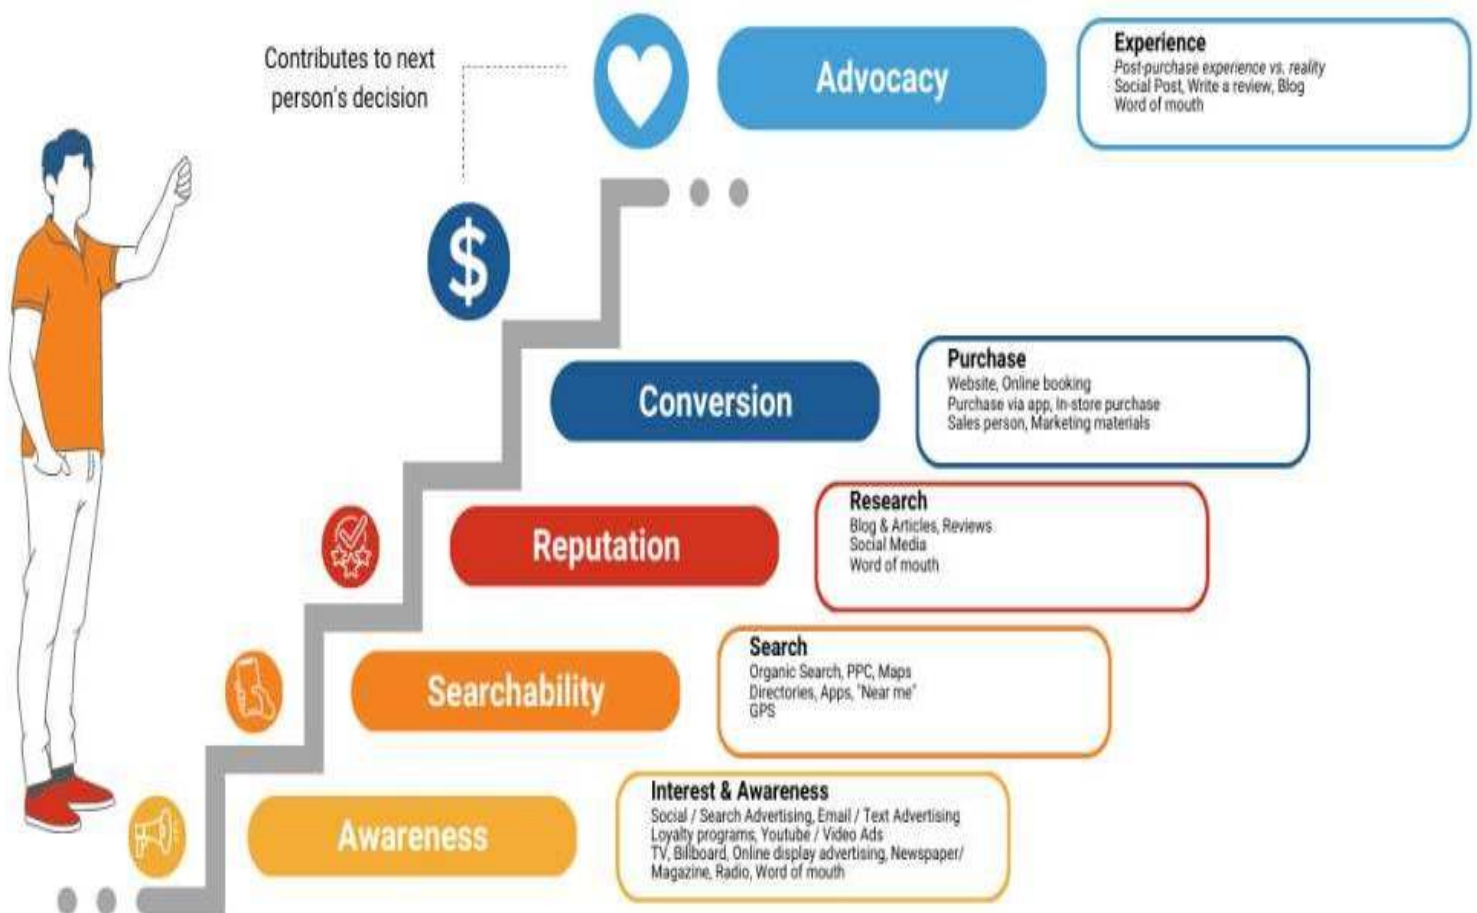 Contributes to next
person's decision
Advocacy
Experience
Post-purchase experience vs. reality
Social Post, Write a review, Blog
Word of mouth
$
Conversion
Purchase
Website, Online booking
Purchase via app, In-store purchase
Sales person, Marketing materials
Reputation
Research
Blog & Articles, Reviews
Social Media
Word of mouth
Searchability
Search
Organic Search, PPC, Maps
Directories, Apps, "Near me"
GPS
Awareness
Interest & Awareness
Social / Search Advertising, Email / Text Advertising
Loyalty programs, Youtube / Video Ads
TV, Billboard, Online display advertising, Newspaper/
Magazine, Radio, Word of mouth